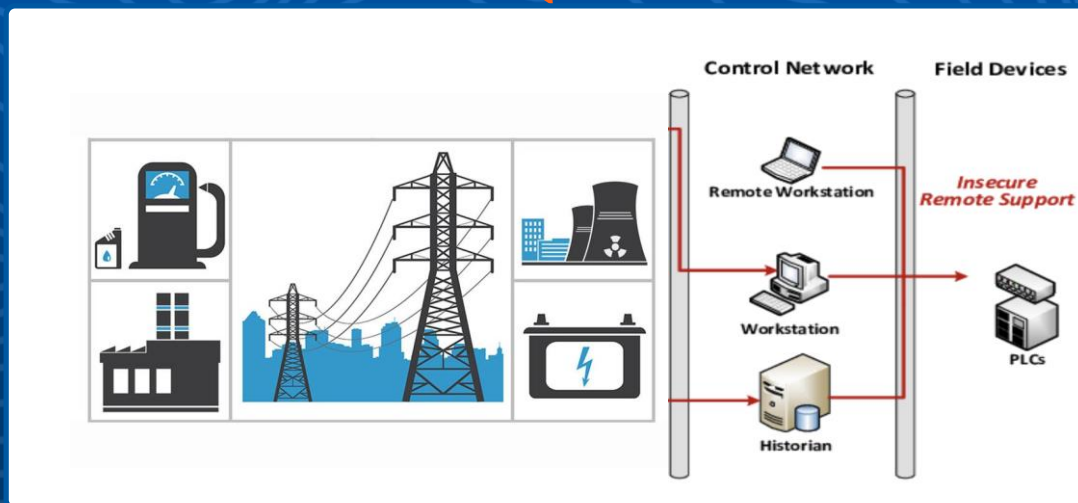 Control Network
Field Devices
Remote Workstation
Insecure
Remote Support
Workstation
PLCs
Historian